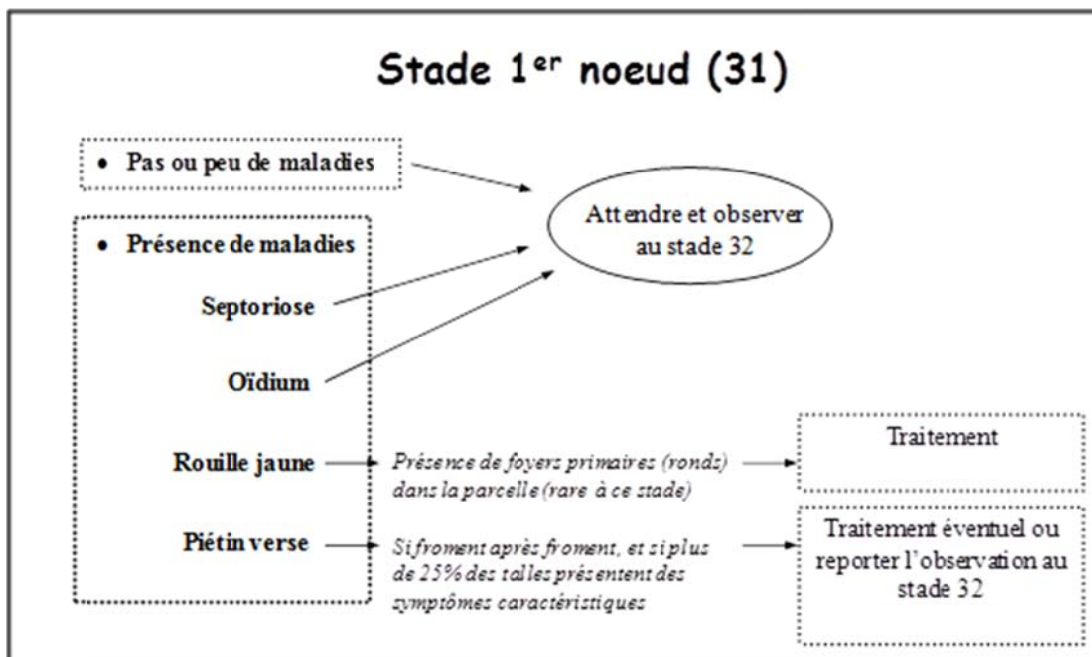 Stade 1er noeud (31)
• Pas ou peu de maladies
Attendre et observer
au stade 32
• Présence de maladies
Septoriose
Oïdium
Rouille jaune
Présence de foyers primaires (ronds)
dans la parcelle (rare à ce stade)
Traitement
Piétin verse
Si froment après froment, et si plus
de 25% des talles présentent des
symptômes caractéristiques
Traitement éventuel ou
reporter l'observation au
stade 32